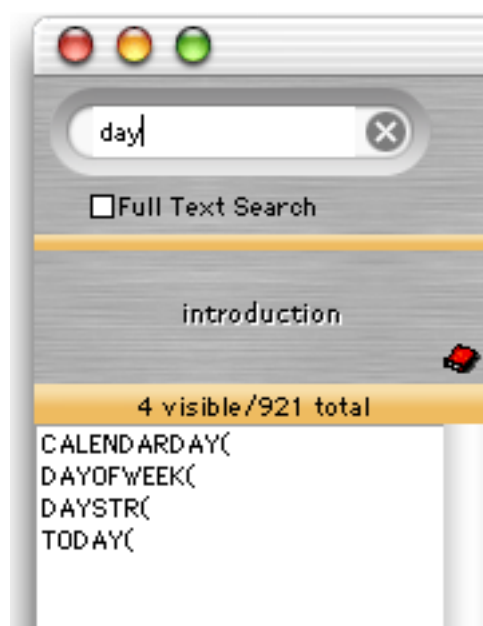 day
Full Text Search
introduction
4 visible/921 total
CALENDARDAY(
DAYOFWEEK(
DAYSTR(
TODAY(